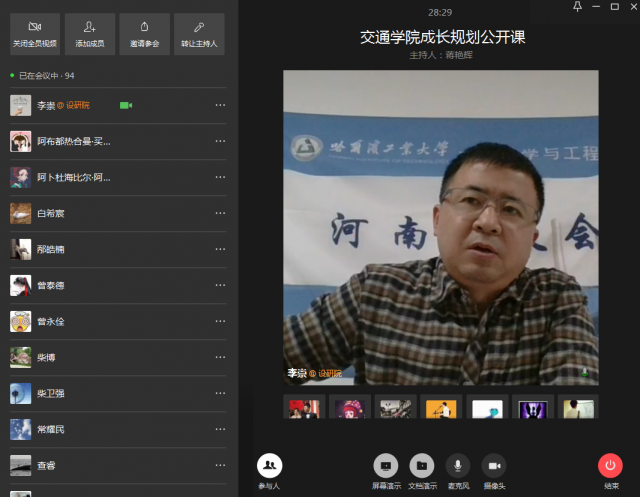 28:29
关闭全员视频
添加成员
邀请参会
转让主持人
交通学院成长规划公开课
主持人：蒋艳辉
已在会议中 · 94
李崇 @ 设研院
阿布都热合曼·买...
阿卜杜海比尔·阿...
白希宸
邴皓楠
曾泰德
曾永佺
柴博
柴卫强
常耀民
查睿
哈尔滨工业大学
学与工程
河南
会
李崇 @ 设研院
参与人
屏幕演示
文档演示
麦克风
摄像头
结束